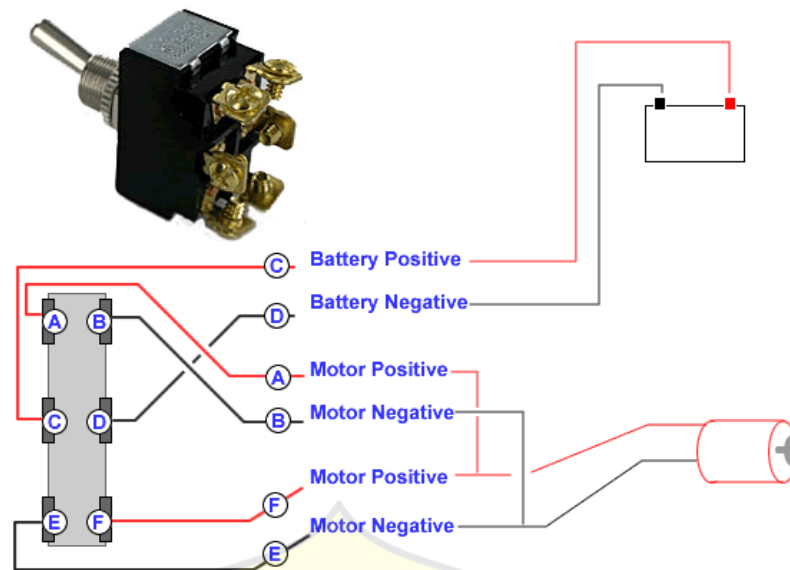 C Battery Positive
D Battery Negative
A B
A Motor Positive
B Motor Negative
C D
F Motor Positive
E F
E Motor Negative